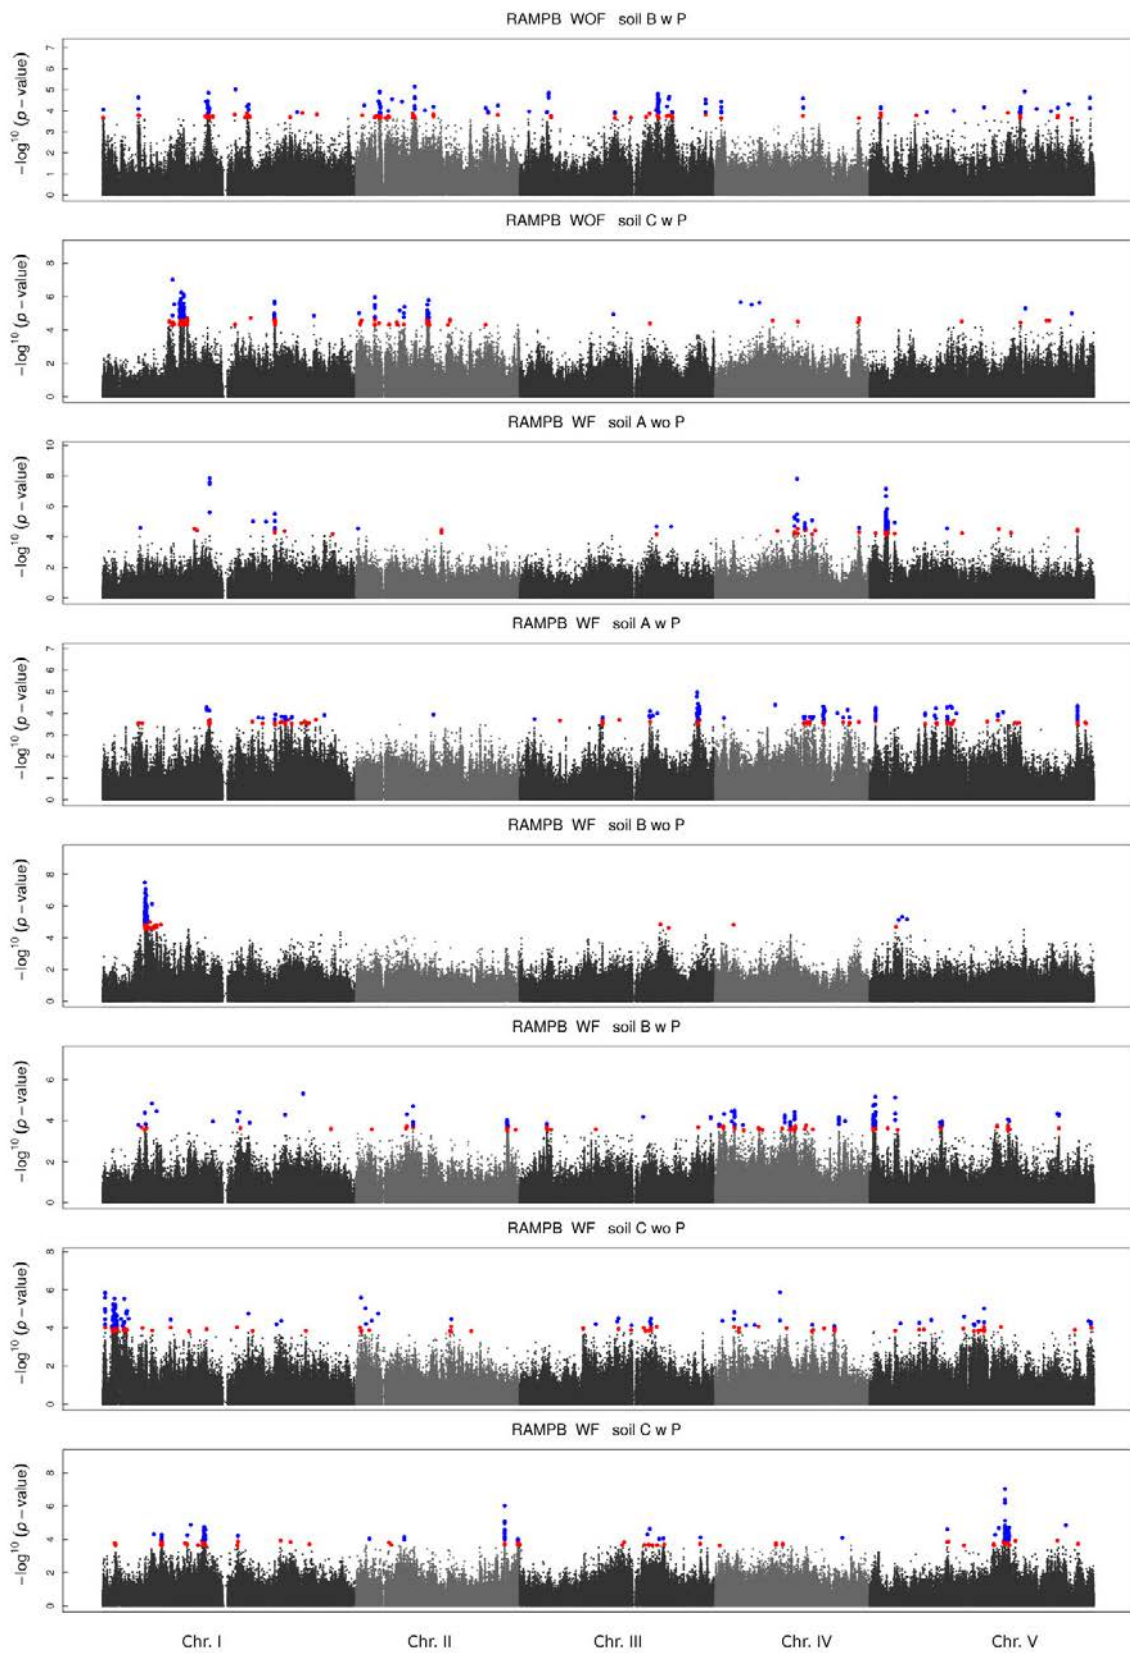 RAMPB WOF soil B w P
−log¹⁰ (p − value)
0 1 2 3 4 5 6 7
RAMPB WOF soil C w P
−log¹⁰ (p − value)
0 2 4 6 8
RAMPB WF soil A wo P
−log¹⁰ (p − value)
0 2 4 6 8 10
RAMPB WF soil A w P
−log¹⁰ (p − value)
0 1 2 3 4 5 6 7
RAMPB WF soil B wo P
−log¹⁰ (p − value)
0 2 4 6 8
RAMPB WF soil B w P
−log¹⁰ (p − value)
0 2 4 6
RAMPB WF soil C wo P
−log¹⁰ (p − value)
0 2 4 6 8
RAMPB WF soil C w P
−log¹⁰ (p − value)
0 2 4 6 8
Chr. I Chr. II Chr. III Chr. IV Chr. V